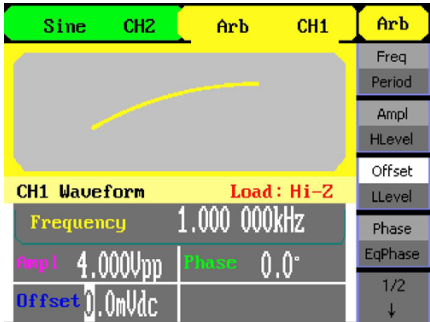 Sine CH2 Arb CH1 Arb
Freq
Period
Ampl
HLevel
Offset
LLevel
CH1 Waveform Load: Hi-Z
Frequency 1.000 000kHz
Phase
EqPhase
Ampl 4.000Vpp Phase 0.0°
1/2
↓
Offset 0.0mVdc